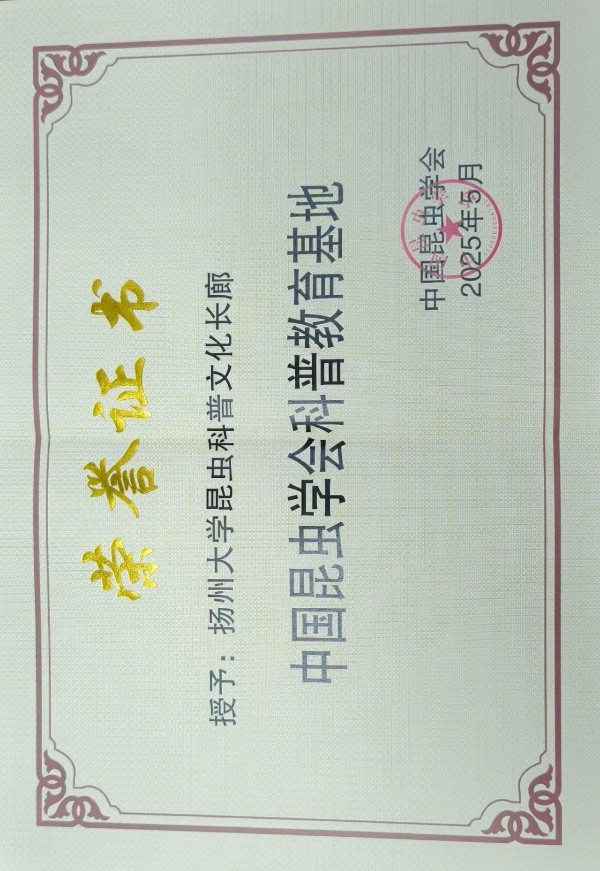 荣誉证书
授予：扬州大学昆虫科普文化长廊
中国昆虫学会科普教育基地
中国昆虫学会
2025年5月